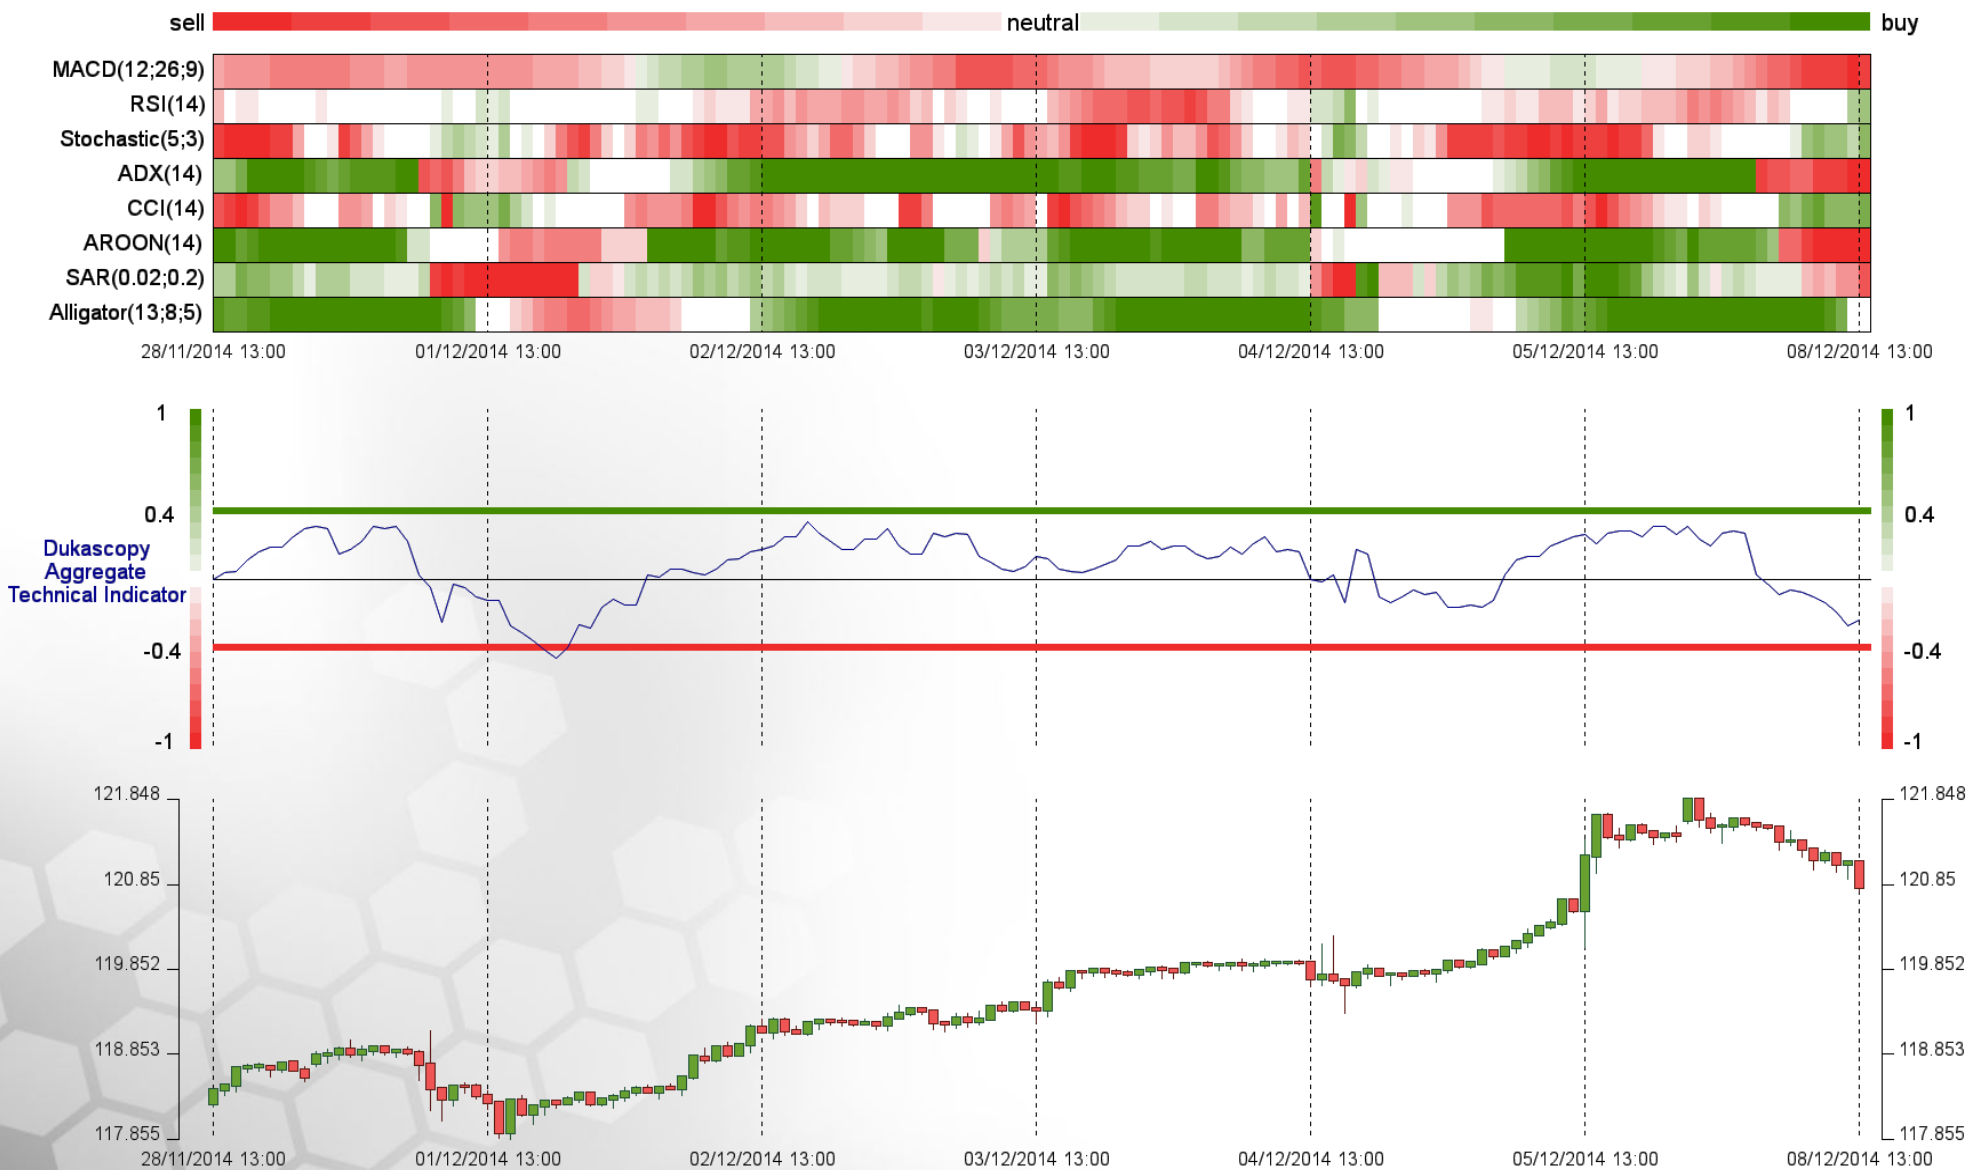 sell neutral buy
MACD(12;26;9)
RSI(14)
Stochastic(5;3)
ADX(14)
CCI(14)
AROON(14)
SAR(0.02;0.2)
Alligator(13;8;5)
28/11/2014 13:00 01/12/2014 13:00 02/12/2014 13:00 03/12/2014 13:00 04/12/2014 13:00 05/12/2014 13:00 08/12/2014 13:00
1 1
0.4 0.4
Dukascopy
Aggregate
Technical Indicator
-0.4 -0.4
-1 -1
121.848 121.848
120.85 120.85
119.852 119.852
118.853 118.853
117.855 117.855
28/11/2014 13:00 01/12/2014 13:00 02/12/2014 13:00 03/12/2014 13:00 04/12/2014 13:00 05/12/2014 13:00 08/12/2014 13:00